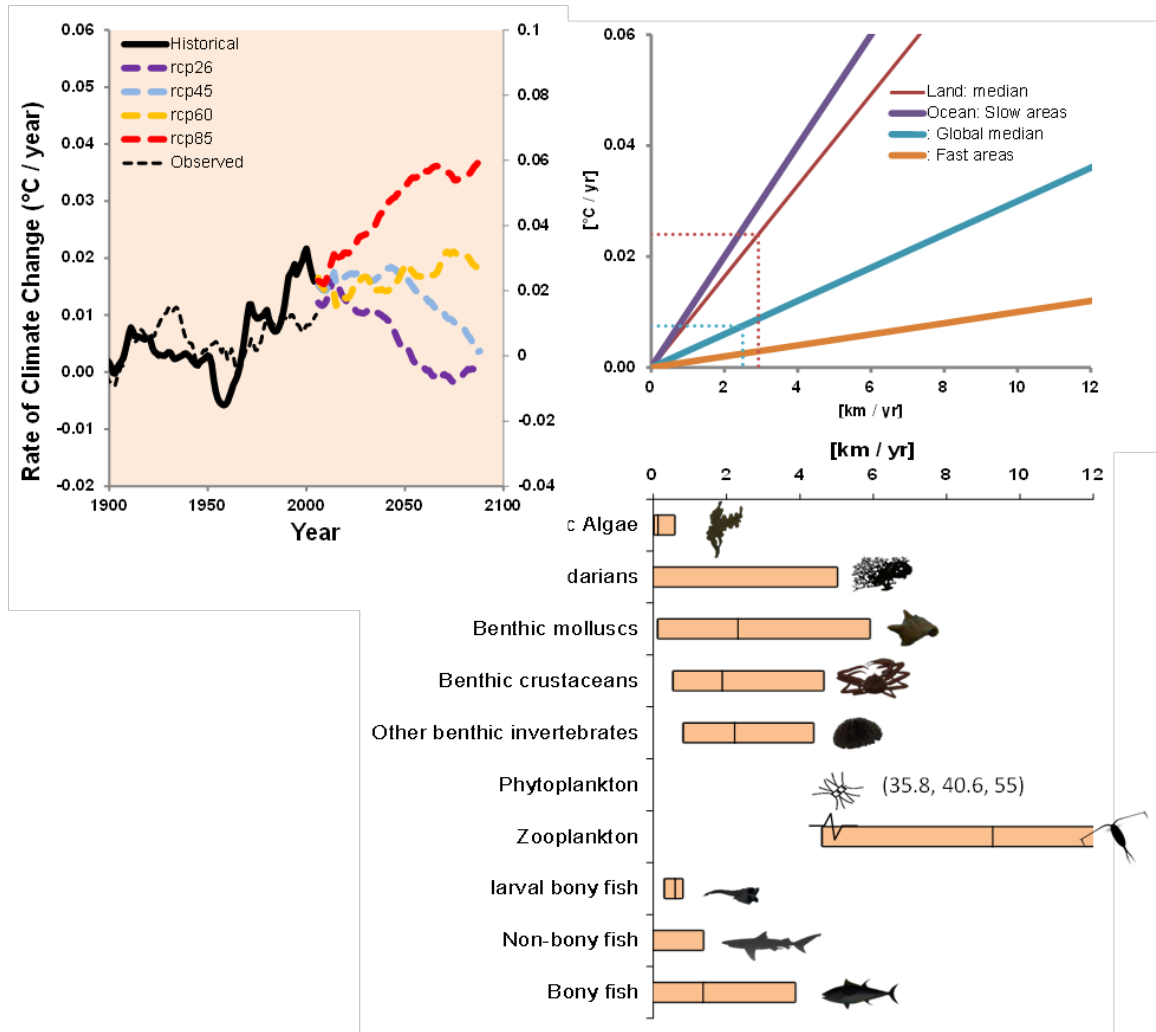 0.06
0.05
0.04
0.03
0.02
0.01
0.00
-0.01
-0.02
Rate of Climate Change (°C / year)
Historical
rcp26
rcp45
rcp60
rcp85
Observed
0.1
0.08
0.06
0.04
0.02
0
-0.02
-0.04
1900
1950
2000
2050
2100
Year
0.06
0.04
0.02
0.00
[°C / yr]
Land: median
Ocean: Slow areas
: Global median
: Fast areas
0
2
4
6
8
10
12
[km / yr]
[km / yr]
0
2
4
6
8
10
12
c Algae
darians
Benthic molluscs
Benthic crustaceans
Other benthic invertebrates
Phytoplankton
(35.8, 40.6, 55)
Zooplankton
larval bony fish
Non-bony fish
Bony fish